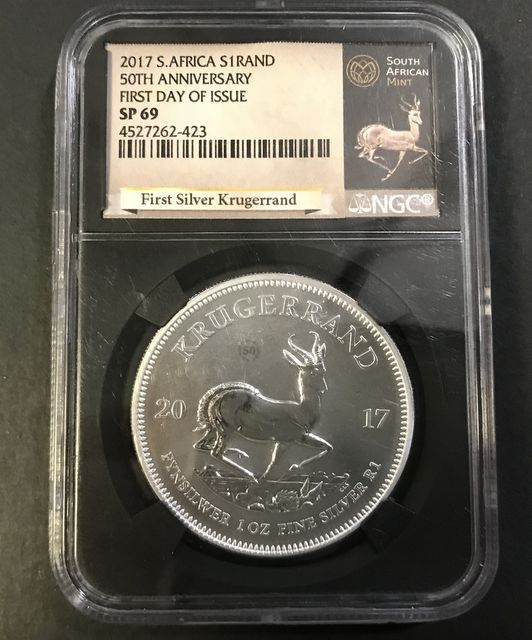 2017 S.AFRICA S1RAND
50TH ANNIVERSARY
FIRST DAY OF ISSUE
SP 69
4527262-423
First Silver Krugerrand
SOUTH
AFRICAN
MINT
NGC®
KRUGERRAND
50
20 17
FYNSILWER 1 OZ FINE SILVER R1